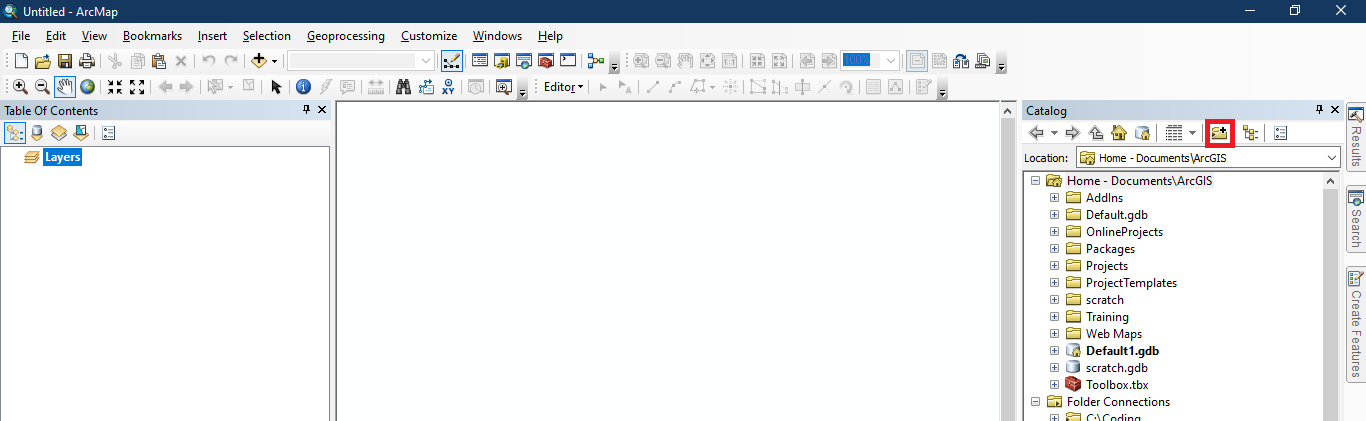 Untitled - ArcMap
File Edit View Bookmarks Insert Selection Geoprocessing Customize Windows Help
100%
XY
Editor
Table Of Contents
Layers
Catalog
Location: Home - Documents\ArcGIS
Home - Documents\ArcGIS
AddIns
Default.gdb
OnlineProjects
Packages
Projects
ProjectTemplates
scratch
Training
Web Maps
Default1.gdb
scratch.gdb
Toolbox.tbx
Folder Connections
C:\Coding
Results
Search
Create Features